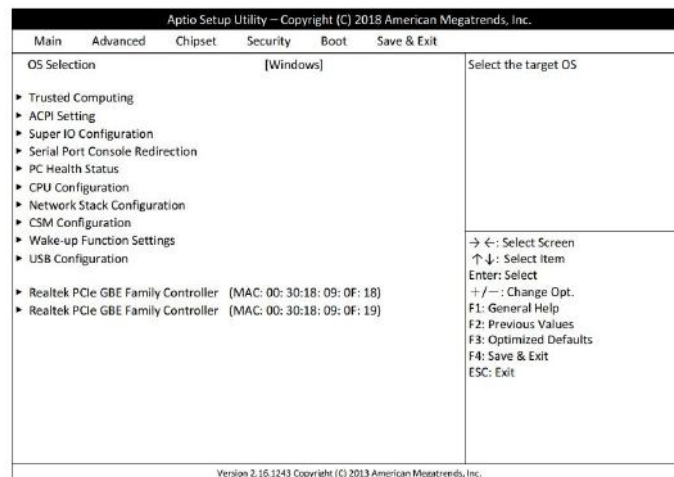 Aptio Setup Utility – Copyright (C) 2018 American Megatrends, Inc.
Main Advanced Chipset Security Boot Save & Exit
OS Selection [Windows]
Select the target OS
► Trusted Computing
► ACPI Setting
► Super IO Configuration
► Serial Port Console Redirection
► PC Health Status
► CPU Configuration
► Network Stack Configuration
► CSM Configuration
► Wake-up Function Settings
► USB Configuration
► Realtek PCIe GBE Family Controller (MAC: 00: 30:18: 09: 0F: 18)
► Realtek PCIe GBE Family Controller (MAC: 00: 30:18: 09: 0F: 19)
→ ←: Select Screen
↑↓: Select Item
Enter: Select
+/−: Change Opt.
F1: General Help
F2: Previous Values
F3: Optimized Defaults
F4: Save & Exit
ESC: Exit
Version 2.16.1243 Copyright (C) 2013 American Megatrends, Inc.